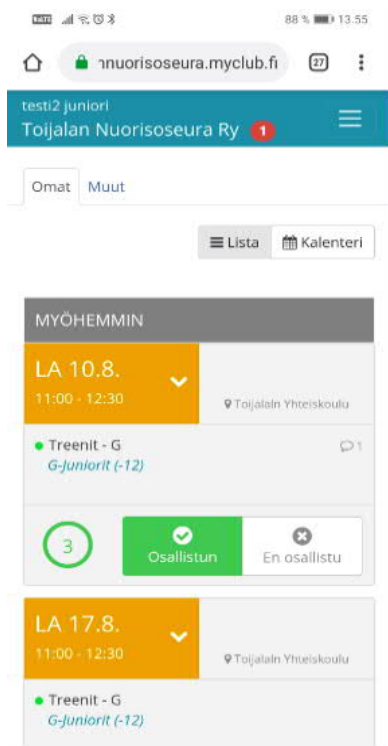 88 % 13.55
nnuorisoseura.myclub.fi 27
testi2 juniori
Toijalan Nuorisoseura Ry 1
Omat Muut
Lista Kalenteri
MYÖHEMMIN
LA 10.8.
11:00 - 12:30
Toijalaln Yhteiskoulu
Treenit - G 1
G-Juniorit (-12)
3
Osallistun En osallistu
LA 17.8.
11:00 - 12:30
Toijalaln Yhteiskoulu
Treenit - G
G-Juniorit (-12)